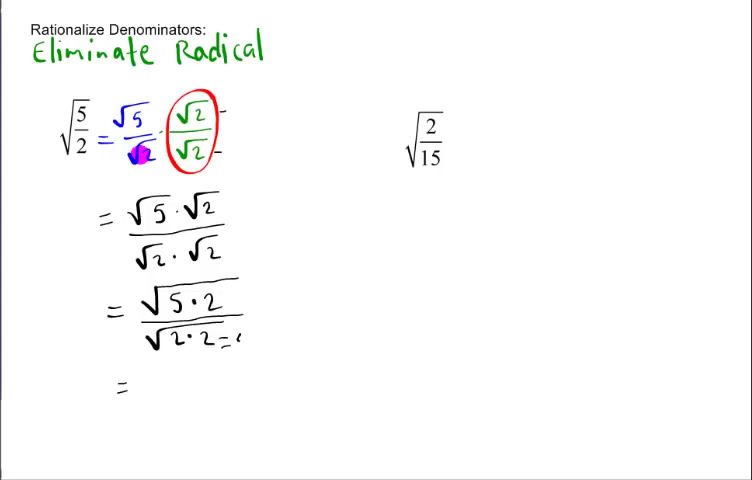 Rationalize Denominators:
Eliminate Radical
√(5/2) = √5/√2 · √2/√2
= √5 · √2 / √2 · √2
= √(5 · 2) / √(2 · 2) =
=
√(2/15)